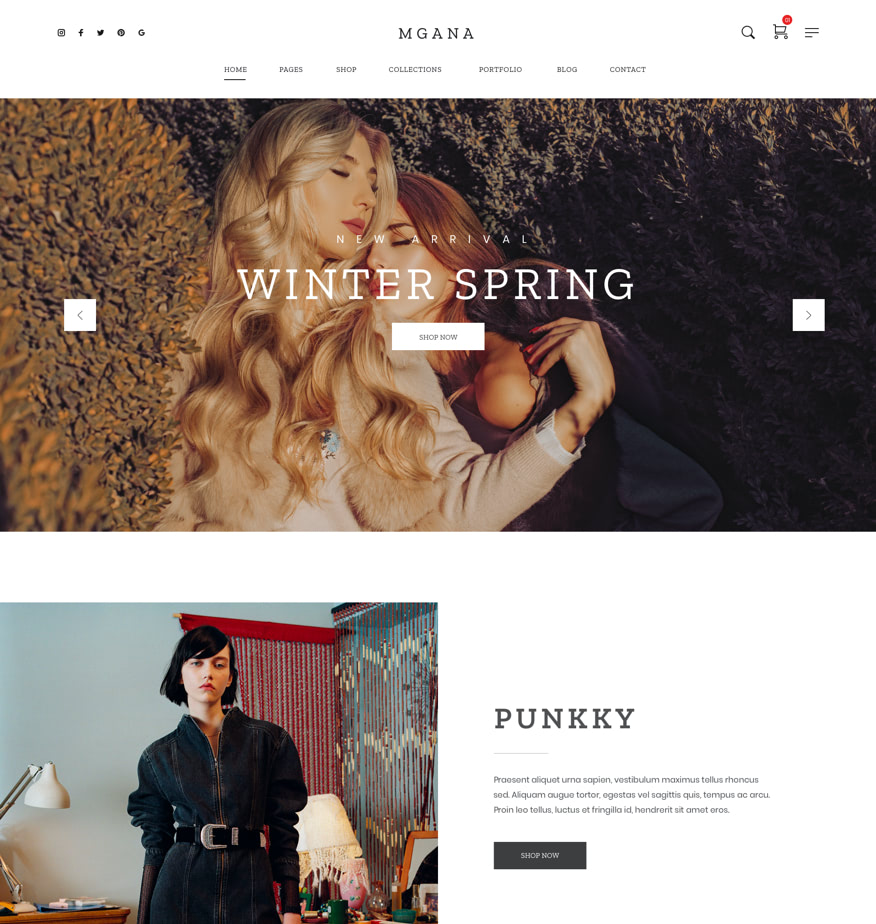 MGANA
01
HOME PAGES SHOP COLLECTIONS PORTFOLIO BLOG CONTACT
NEW ARRIVAL
WINTER SPRING
SHOP NOW
PUNKKY
Praesent aliquet urna sapien, vestibulum maximus tellus rhoncus
sed. Aliquam augue tortor, egestas vel sagittis quis, tempus ac arcu.
Proin leo tellus, luctus et fringilla id, hendrerit sit amet eros.
SHOP NOW